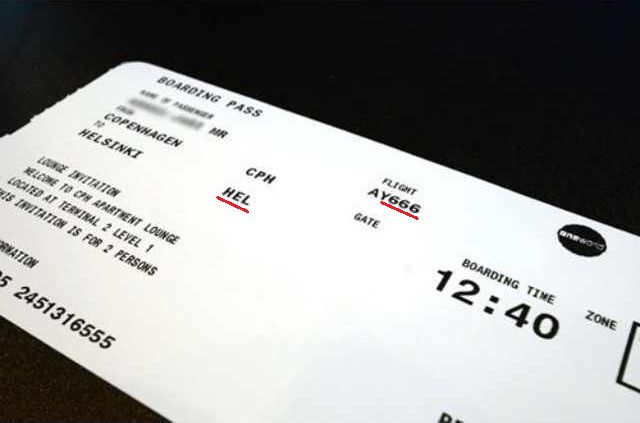 BOARDING PASS
NAME OF PASSENGER
MR
FROM
COPENHAGEN CPH
TO
HELSINKI HEL
FLIGHT
AY666
GATE
LOUNGE INVITATION
WELCOME TO CPH APARTMENT LOUNGE
LOCATED AT TERMINAL 2 LEVEL 1
THIS INVITATION IS FOR 2 PERSONS
oneworld
BOARDING TIME
12:40
ZONE
2451316555